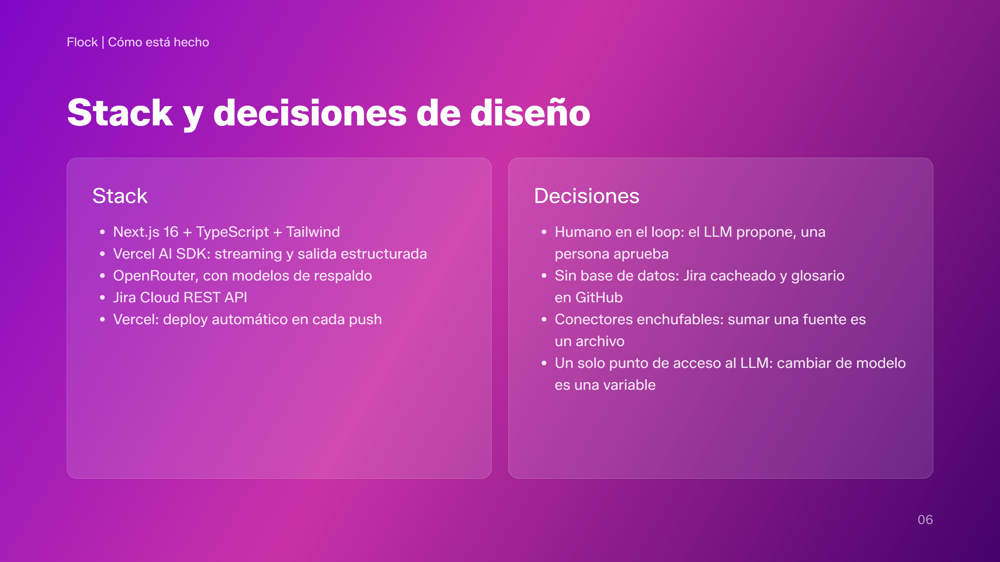 Flock | Cómo está hecho
Stack y decisiones de diseño
Stack
• Next.js 16 + TypeScript + Tailwind
• Vercel AI SDK: streaming y salida estructurada
• OpenRouter, con modelos de respaldo
• Jira Cloud REST API
• Vercel: deploy automático en cada push
Decisiones
• Humano en el loop: el LLM propone, una
persona aprueba
• Sin base de datos: Jira cacheado y glosario
en GitHub
• Conectores enchufables: sumar una fuente es
un archivo
• Un solo punto de acceso al LLM: cambiar de modelo
es una variable
06